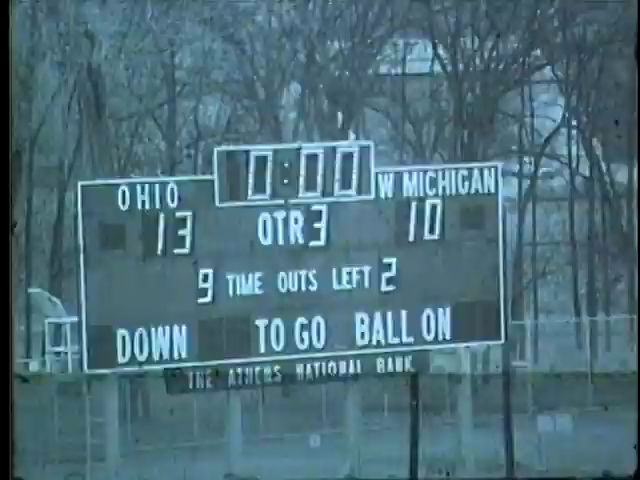 0:00
OHIO W MICHIGAN
13 QTR 3 10
9 TIME OUTS LEFT 2
DOWN TO GO BALL ON
THE ATHENS NATIONAL BANK